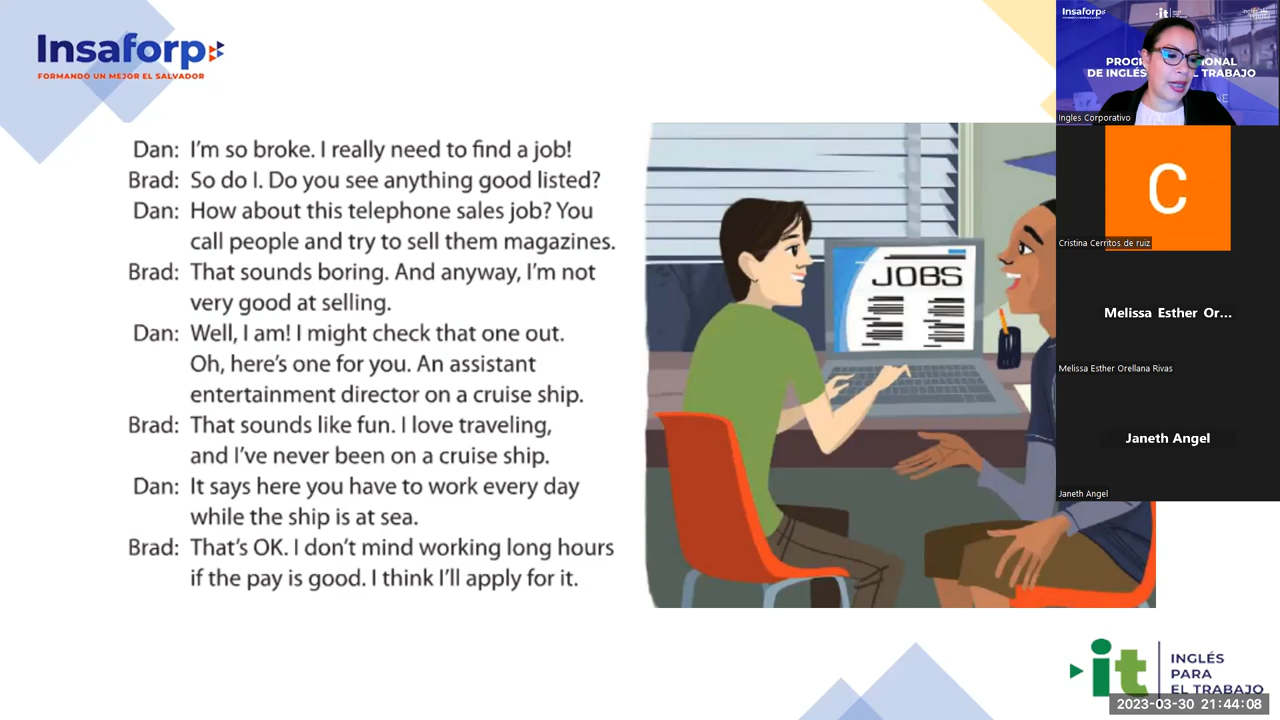 Insaforp
FORMANDO UN MEJOR EL SALVADOR
Dan: I'm so broke. I really need to find a job!
Brad: So do I. Do you see anything good listed?
Dan: How about this telephone sales job? You
call people and try to sell them magazines.
Brad: That sounds boring. And anyway, I'm not
very good at selling.
Dan: Well, I am! I might check that one out.
Oh, here's one for you. An assistant
entertainment director on a cruise ship.
Brad: That sounds like fun. I love traveling,
and I've never been on a cruise ship.
Dan: It says here you have to work every day
while the ship is at sea.
Brad: That's OK. I don't mind working long hours
if the pay is good. I think I'll apply for it.
JOBS
Insaforp
it
Ingles Corporativo
C
Cristina Cerritos de ruiz
Melissa Esther Or...
Melissa Esther Orellana Rivas
Janeth Angel
Janeth Angel
it
INGLÉS
PARA
EL TRABAJO
2023-03-30 21:44:08